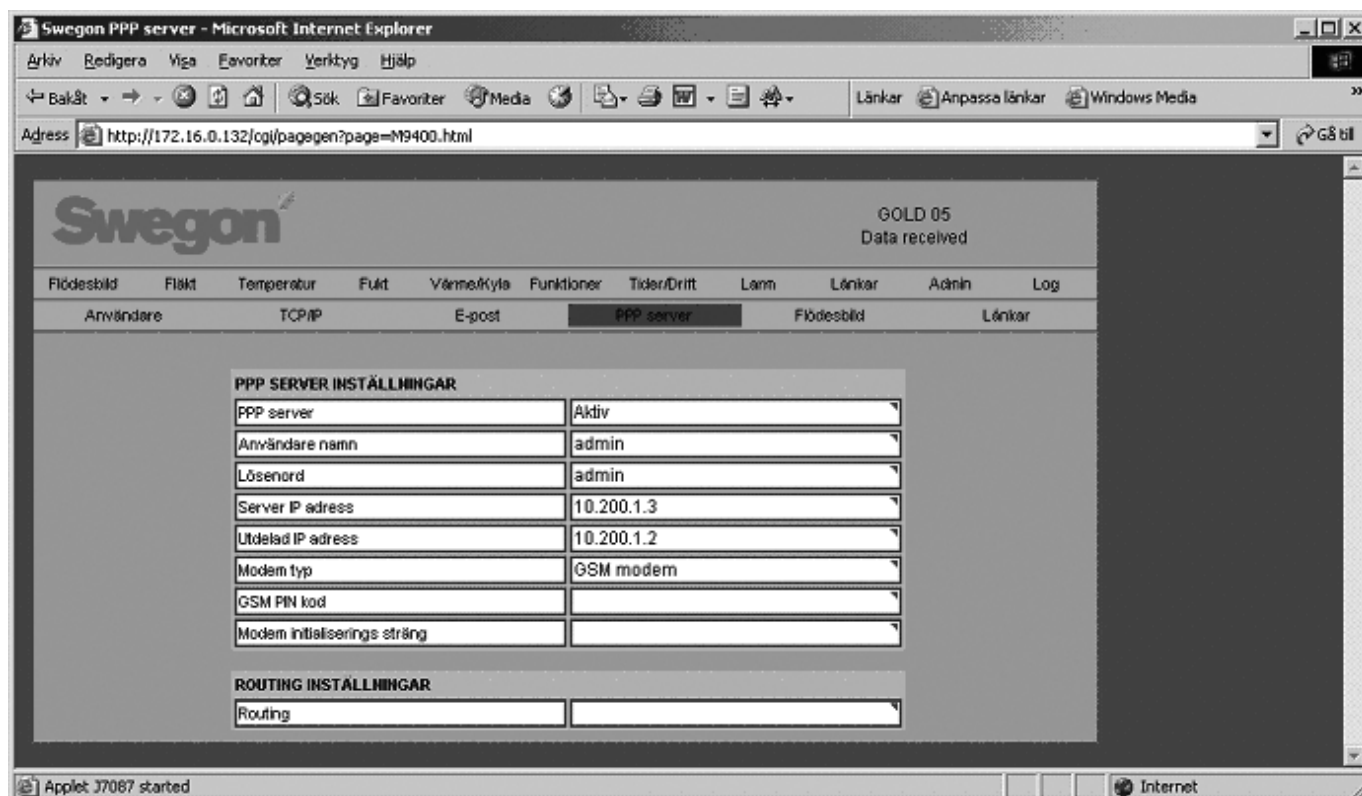 Swegon PPP server - Microsoft Internet Explorer
Arkiv Redigera Visa Favoriter Verktyg Hjälp
Bakåt Sök Favoriter Media Länkar Anpassa länkar Windows Media »
Adress http://172.16.0.132/cgi/pagegen?page=M9400.html Gå till
Swegon
GOLD 05
Data received
Flödesbild Fläkt Temperatur Fukt Värme/Kyla Funktioner Tider/Drift Larm Länkar Admin Log
Användare TCP/IP E-post PPP server Flödesbild Länkar
PPP SERVER INSTÄLLNINGAR
PPP server Aktiv
Användare namn admin
Lösenord admin
Server IP adress 10.200.1.3
Utdelad IP adress 10.200.1.2
Modem typ GSM modem
GSM PIN kod
Modem initialiserings sträng
ROUTING INSTÄLLNINGAR
Routing
Applet J7087 started Internet